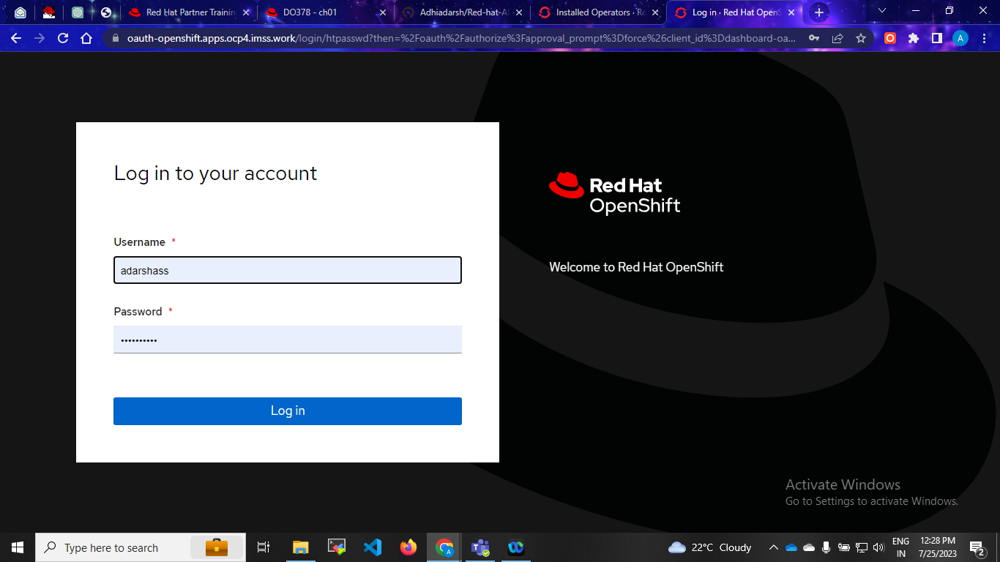 Red Hat Partner Trainin
DO378 - ch01
Adhiadarsh/Red-hat-A
Installed Operators · Re
Log in · Red Hat OpenS
oauth-openshift.apps.ocp4.imss.work/login/htpasswd?then=%2Foauth%2Fauthorize%3Fapproval_prompt%3Dforce%26client_id%3Ddashboard-oa...
A
Log in to your account
Username *
adarshass
Password *
••••••••••
Log in
Red Hat
OpenShift
Welcome to Red Hat OpenShift
Activate Windows
Go to Settings to activate Windows.
Type here to search
A
22°C Cloudy
ENG
IN
12:28 PM
7/25/2023
2